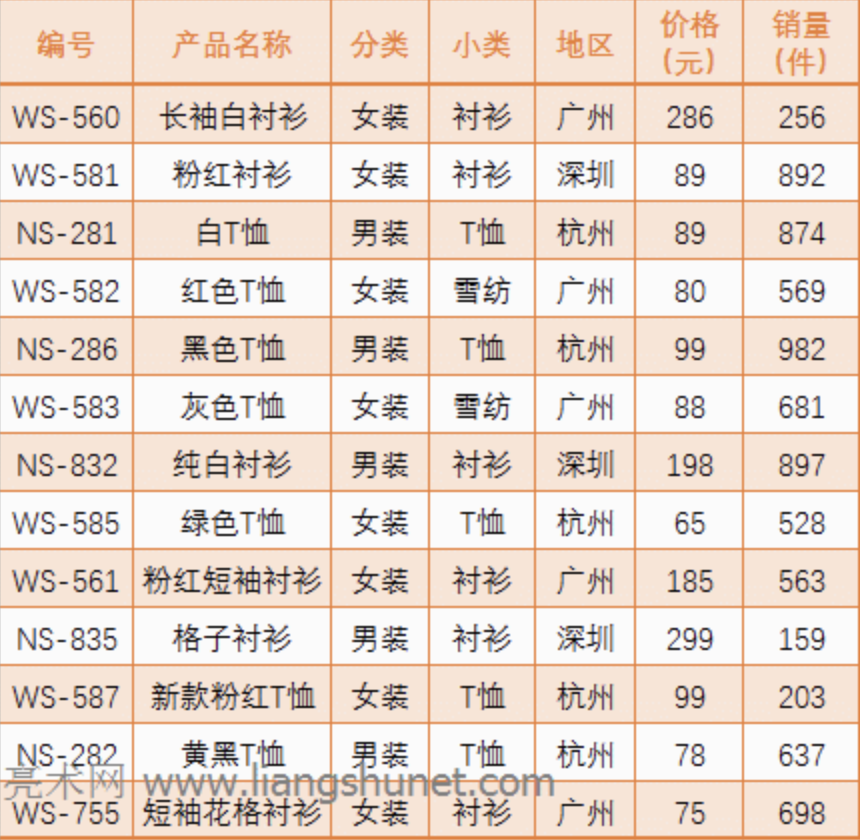 编号 产品名称 分类 小类 地区 价格(元) 销量(件)
WS-560 长袖白衬衫 女装 衬衫 广州 286 256
WS-581 粉红衬衫 女装 衬衫 深圳 89 892
NS-281 白T恤 男装 T恤 杭州 89 874
WS-582 红色T恤 女装 雪纺 广州 80 569
NS-286 黑色T恤 男装 T恤 杭州 99 982
WS-583 灰色T恤 女装 雪纺 广州 88 681
NS-832 纯白衬衫 男装 衬衫 深圳 198 897
WS-585 绿色T恤 女装 T恤 杭州 65 528
WS-561 粉红短袖衬衫 女装 衬衫 广州 185 563
NS-835 格子衬衫 男装 衬衫 深圳 299 159
WS-587 新款粉红T恤 女装 T恤 杭州 99 203
NS-282 黄黑T恤 男装 T恤 杭州 78 637
亮术网 www.liangshunet.com
WS-755 短袖花格衬衫 女装 衬衫 广州 75 698